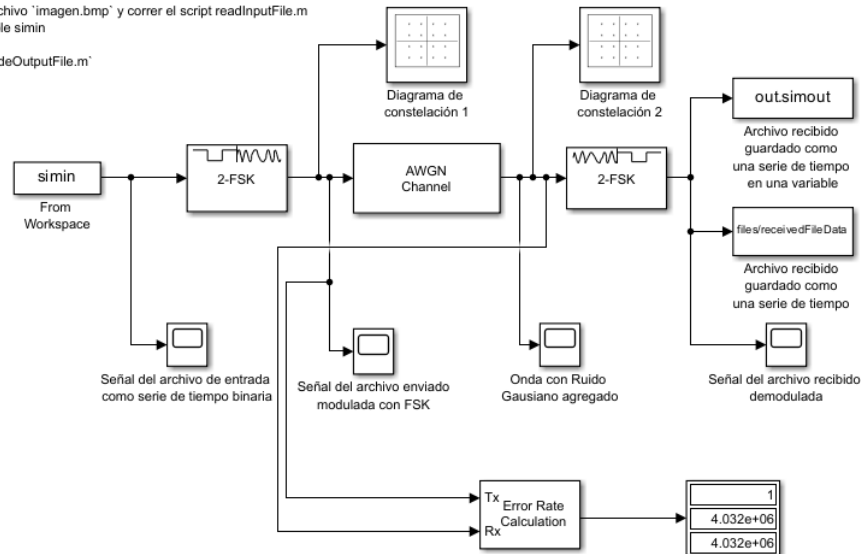 chivo `imagen.bmp` y correr el script readInputFile.m
le simin
deOutputFile.m`
Diagrama de
constelación 1
Diagrama de
constelación 2
out.simout
Archivo recibido
guardado como
una serie de tiempo
en una variable
simin
From
Workspace
2-FSK
AWGN
Channel
2-FSK
files/receivedFileData
Archivo recibido
guardado como
una serie de tiempo
Señal del archivo de entrada
como serie de tiempo binaria
Señal del archivo enviado
modulada con FSK
Onda con Ruido
Gausiano agregado
Señal del archivo recibido
demodulada
Tx
Error Rate
Calculation
Rx
1
4.032e+06
4.032e+06